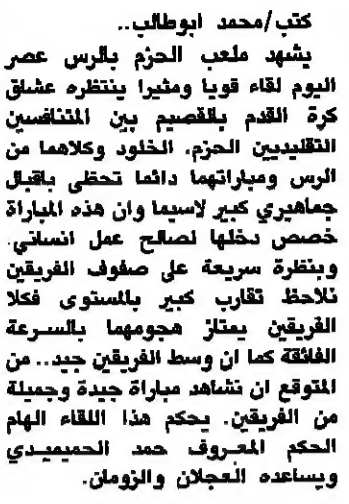 كتب/محمد ابوطالب..
يشهد ملعب الحزم بالرس عصر
اليوم لقاء قويا ومثيرا ينتظره عشاق
كرة القدم بالقصيم بين المتنافسين
التقليديين الحزم، الخلود وكلاهما من
الرس ومباراتهما دائما تحظى باقبال
جماهيري كبير لاسيما وان هذه المباراة
خصص دخلها لصالح عمل انساني.
وبنظرة سريعة على صفوف الفريقين
نلاحظ تقارب كبير بالمستوى فكلا
الفريقين يمتاز هجومهما بالسرعة
الفائقة كما ان وسط الفريقين جيد.. من
المتوقع ان نشاهد مباراة جيدة وجميلة
من الفريقين. يحكم هذا اللقاء الهام
الحكم المعروف حمد الحميميدي
ويساعده العجلان والزومان.